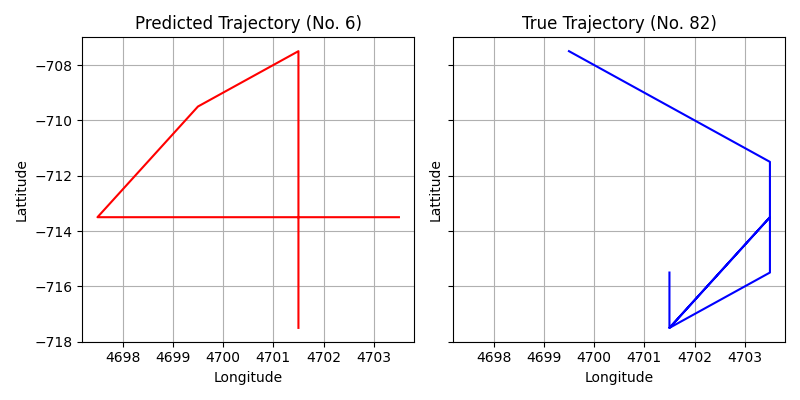 Predicted Trajectory (No. 6)
Lattitude
−708
−710
−712
−714
−716
−718
4698 4699 4700 4701 4702 4703
Longitude
True Trajectory (No. 82)
Lattitude
4698 4699 4700 4701 4702 4703
Longitude